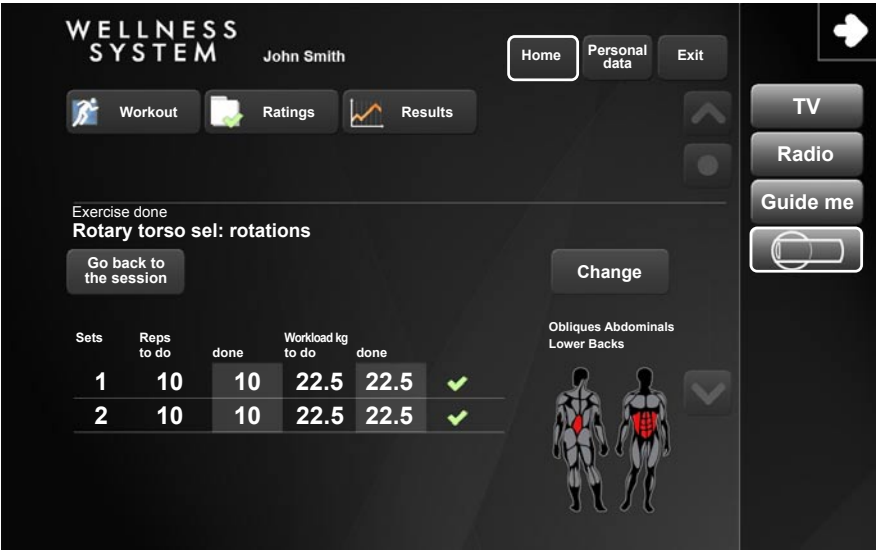 WELLNESS
SYSTEM
John Smith
Home
Personal
data
Exit
Workout
Ratings
Results
TV
Radio
Guide me
Exercise done
Rotary torso sel: rotations
Go back to
the session
Change
Obliques Abdominals
Lower Backs
Sets Reps Workload kg
to do done to do done
1 10 10 22.5 22.5
2 10 10 22.5 22.5